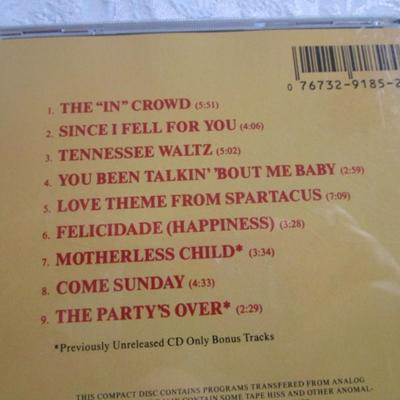 0 76732-9185-2
1. THE "IN" CROWD (5:51)
2. SINCE I FELL FOR YOU (4:06)
3. TENNESSEE WALTZ (5:02)
4. YOU BEEN TALKIN' 'BOUT ME BABY (2:59)
5. LOVE THEME FROM SPARTACUS (7:09)
6. FELICIDADE (HAPPINESS) (3:28)
7. MOTHERLESS CHILD* (3:34)
8. COME SUNDAY (4:33)
9. THE PARTY'S OVER* (2:29)
*Previously Unreleased CD Only Bonus Tracks
THIS COMPACT DISC CONTAINS PROGRAMS TRANSFERED FROM ANALOG
CONTAIN SOME TAPE HISS AND OTHER ANOMAL-